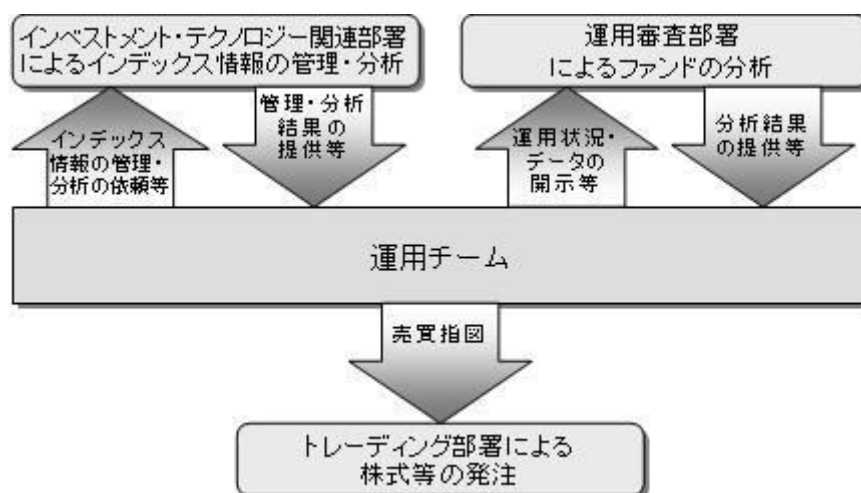 インベストメント・テクノロジー関連部署
によるインデックス情報の管理・分析
運用審査部署
によるファンドの分析
インデックス
情報の管理・
分析の依頼等
管理・分析
結果の
提供等
運用状況・
データの
開示等
分析結果
の提供等
運用チーム
売買指図
トレーディング部署による
株式等の発注